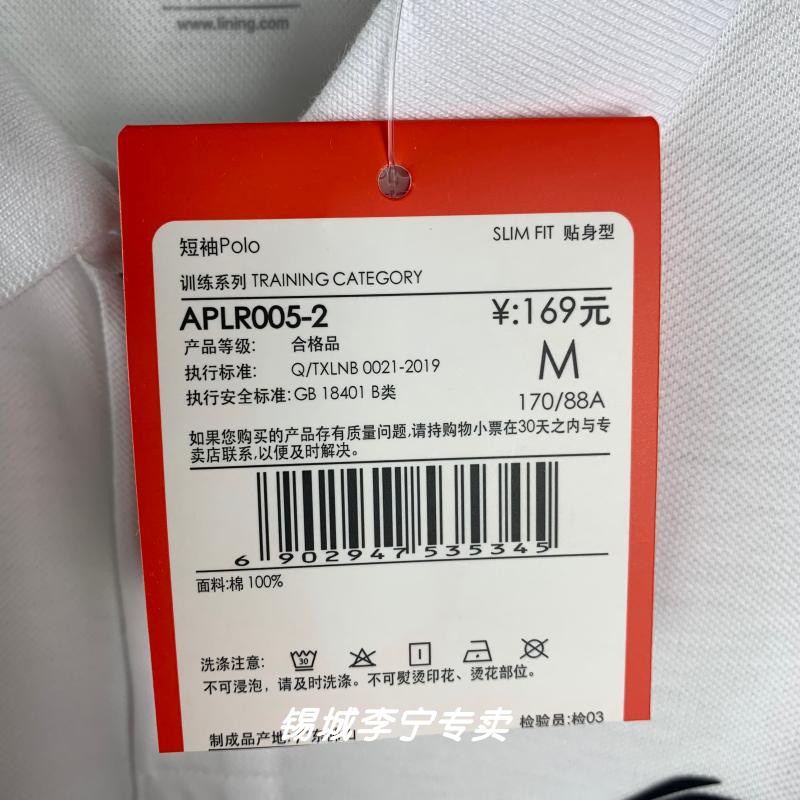 www.lining.com
短袖Polo
SLIM FIT 贴身型
训练系列 TRAINING CATEGORY
APLR005-2
¥:169元
产品等级: 合格品
M
执行标准: Q/TXLNB 0021-2019
执行安全标准:GB 18401 B类
170/88A
如果您购买的产品存有质量问题,请持购物小票在30天之内与专
卖店联系,以便及时解决。
6 902947 535345
面料:棉 100%
洗涤注意:
30
不可浸泡，请及时洗涤。不可熨烫印花、烫花部位。
检验员:检03
制成品产地:
锡城李宁专卖